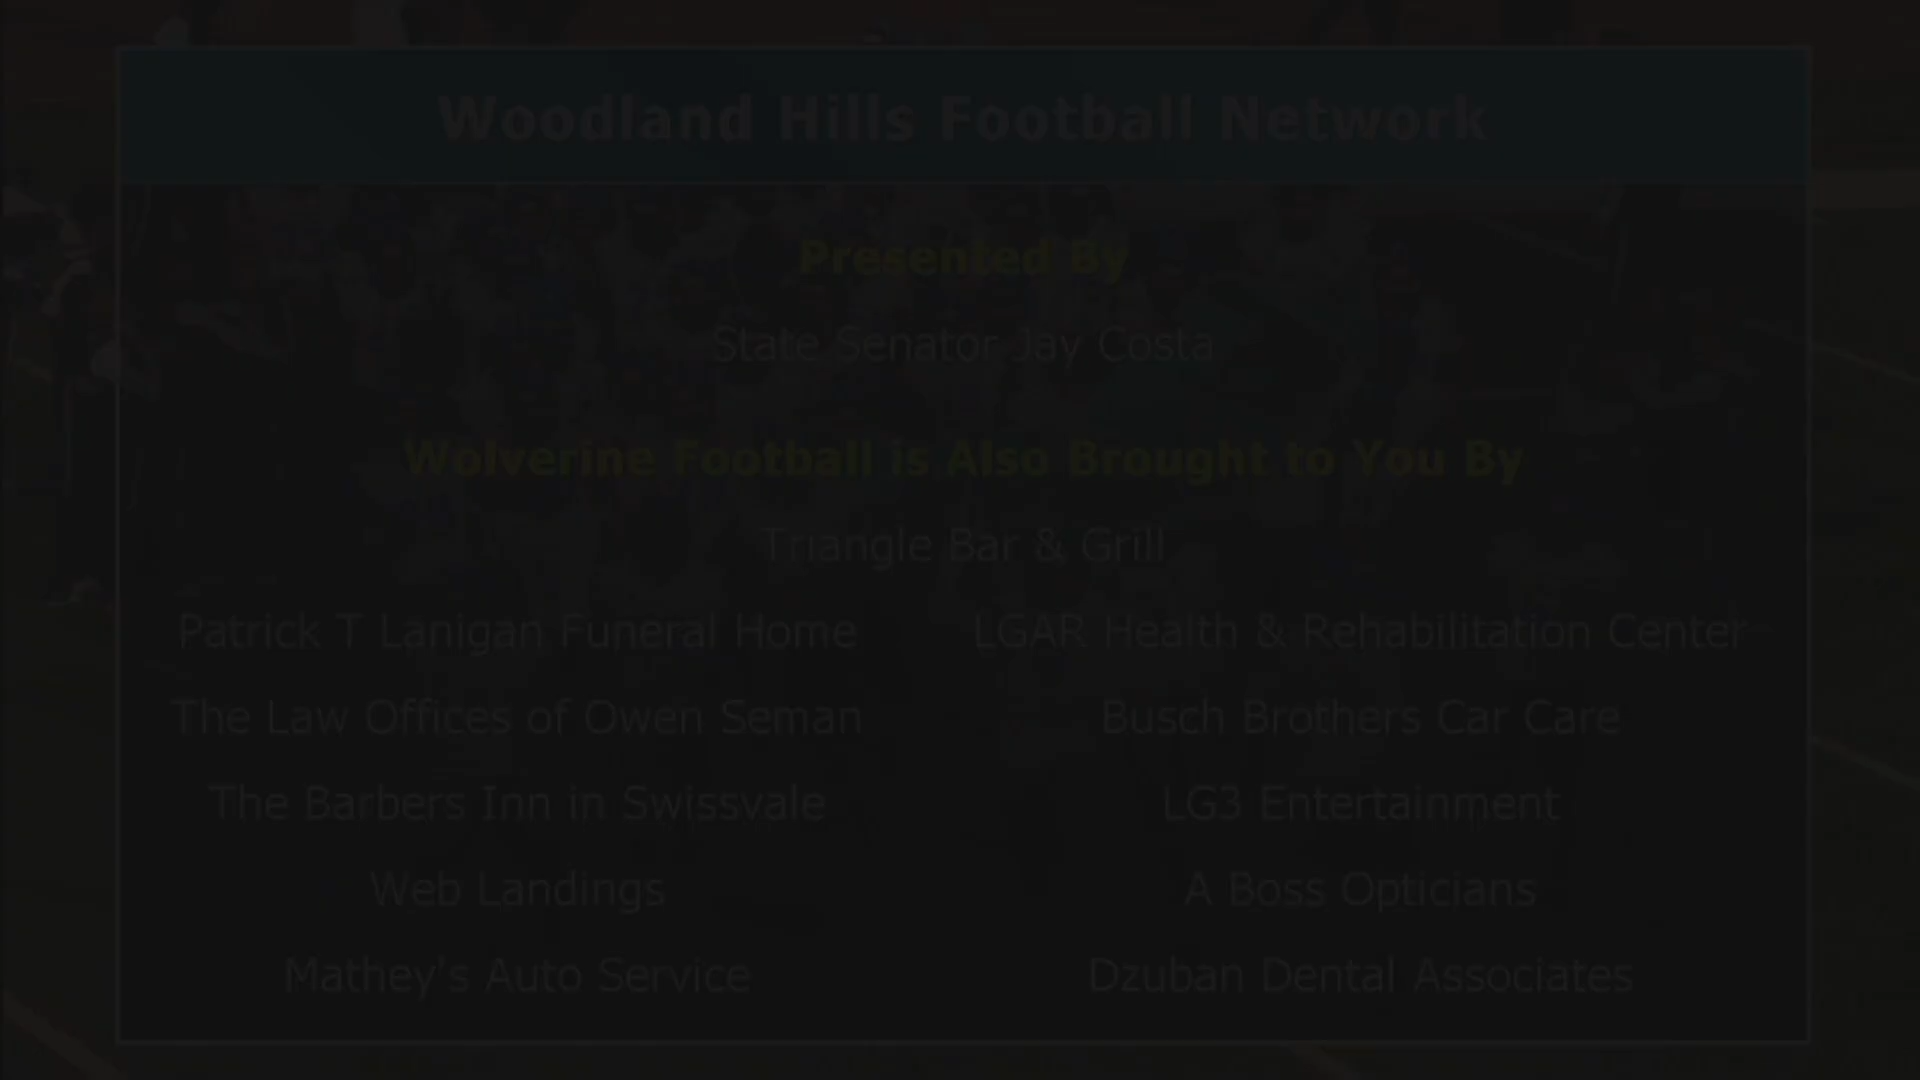 Woodland Hills Football Network
Presented By
State Senator Jay Costa
Wolverine Football is Also Brought to You By
Triangle Bar & Grill
Patrick T Lanigan Funeral Home
LGAR Health & Rehabilitation Center
The Law Offices of Owen Seman
Busch Brothers Car Care
The Barbers Inn in Swissvale
LG3 Entertainment
Web Landings
A Boss Opticians
Mathey's Auto Service
Dzuban Dental Associates